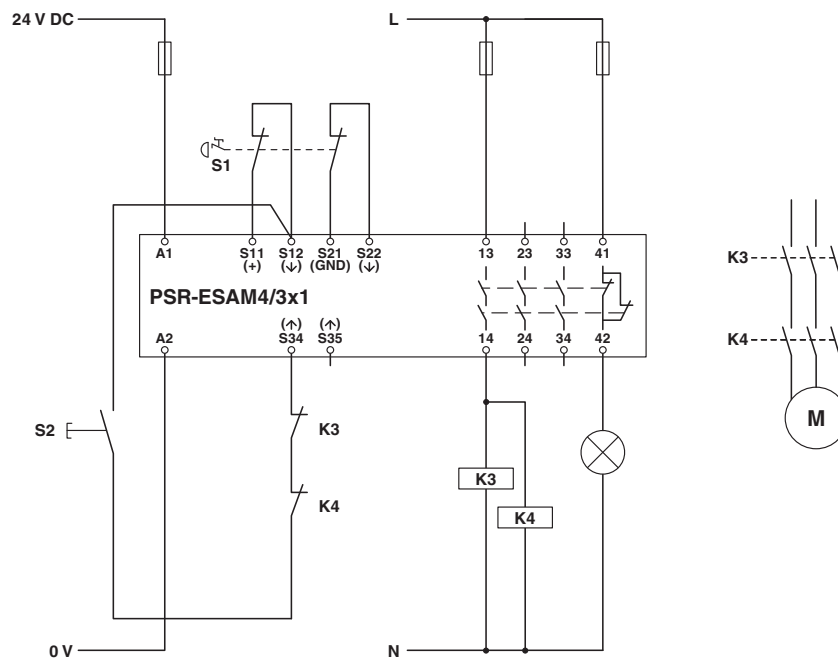 24 V DC
L
S1
A1
S11
(+)
S12
(↓)
S21
(GND)
S22
(↓)
13
23
33
41
PSR-ESAM4/3x1
A2
(↑)
S34
(↑)
S35
14
24
34
42
K3
K4
M
S2
K3
K4
K3
K4
0 V
N